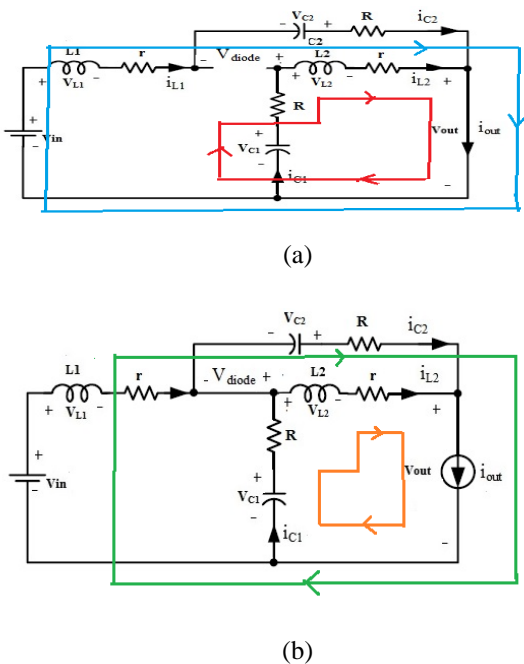 V_C2
C2
R
i_C2
L1
r
V_diode
L2
r
+
-
V_L1
-
i_L1
-
+
V_L2
-
i_L2
+
+
Vin
-
R
+
V_C1
-
i_C1
Vout
i_out
-
(a)
V_C2
-
+
R
i_C2
L1
r
- V_diode +
L2
r
i_L2
+
V_L1
-
+
V_L2
-
+
+
Vin
-
R
+
V_C1
-
i_C1
Vout
i_out
-
(b)